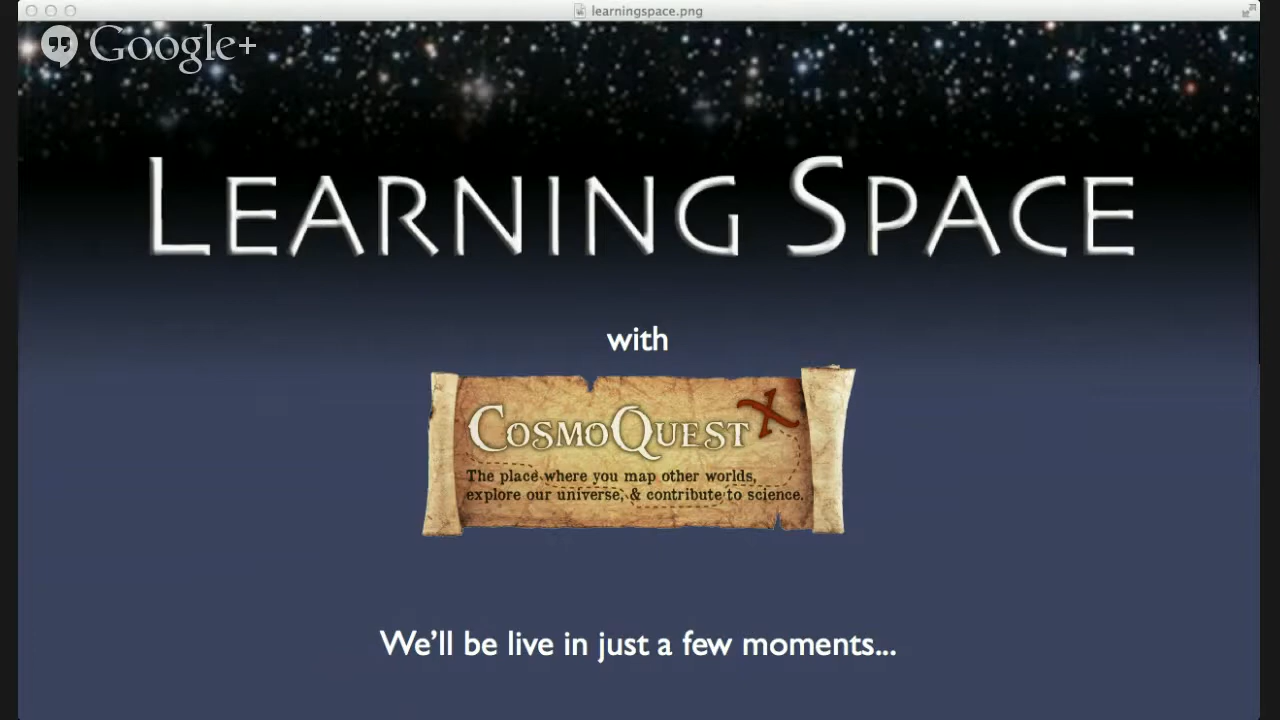 learningspace.png
Google+
LEARNING SPACE
with
COSMOQUEST X
The place where you map other worlds,
explore our universe, & contribute to science.
We'll be live in just a few moments...